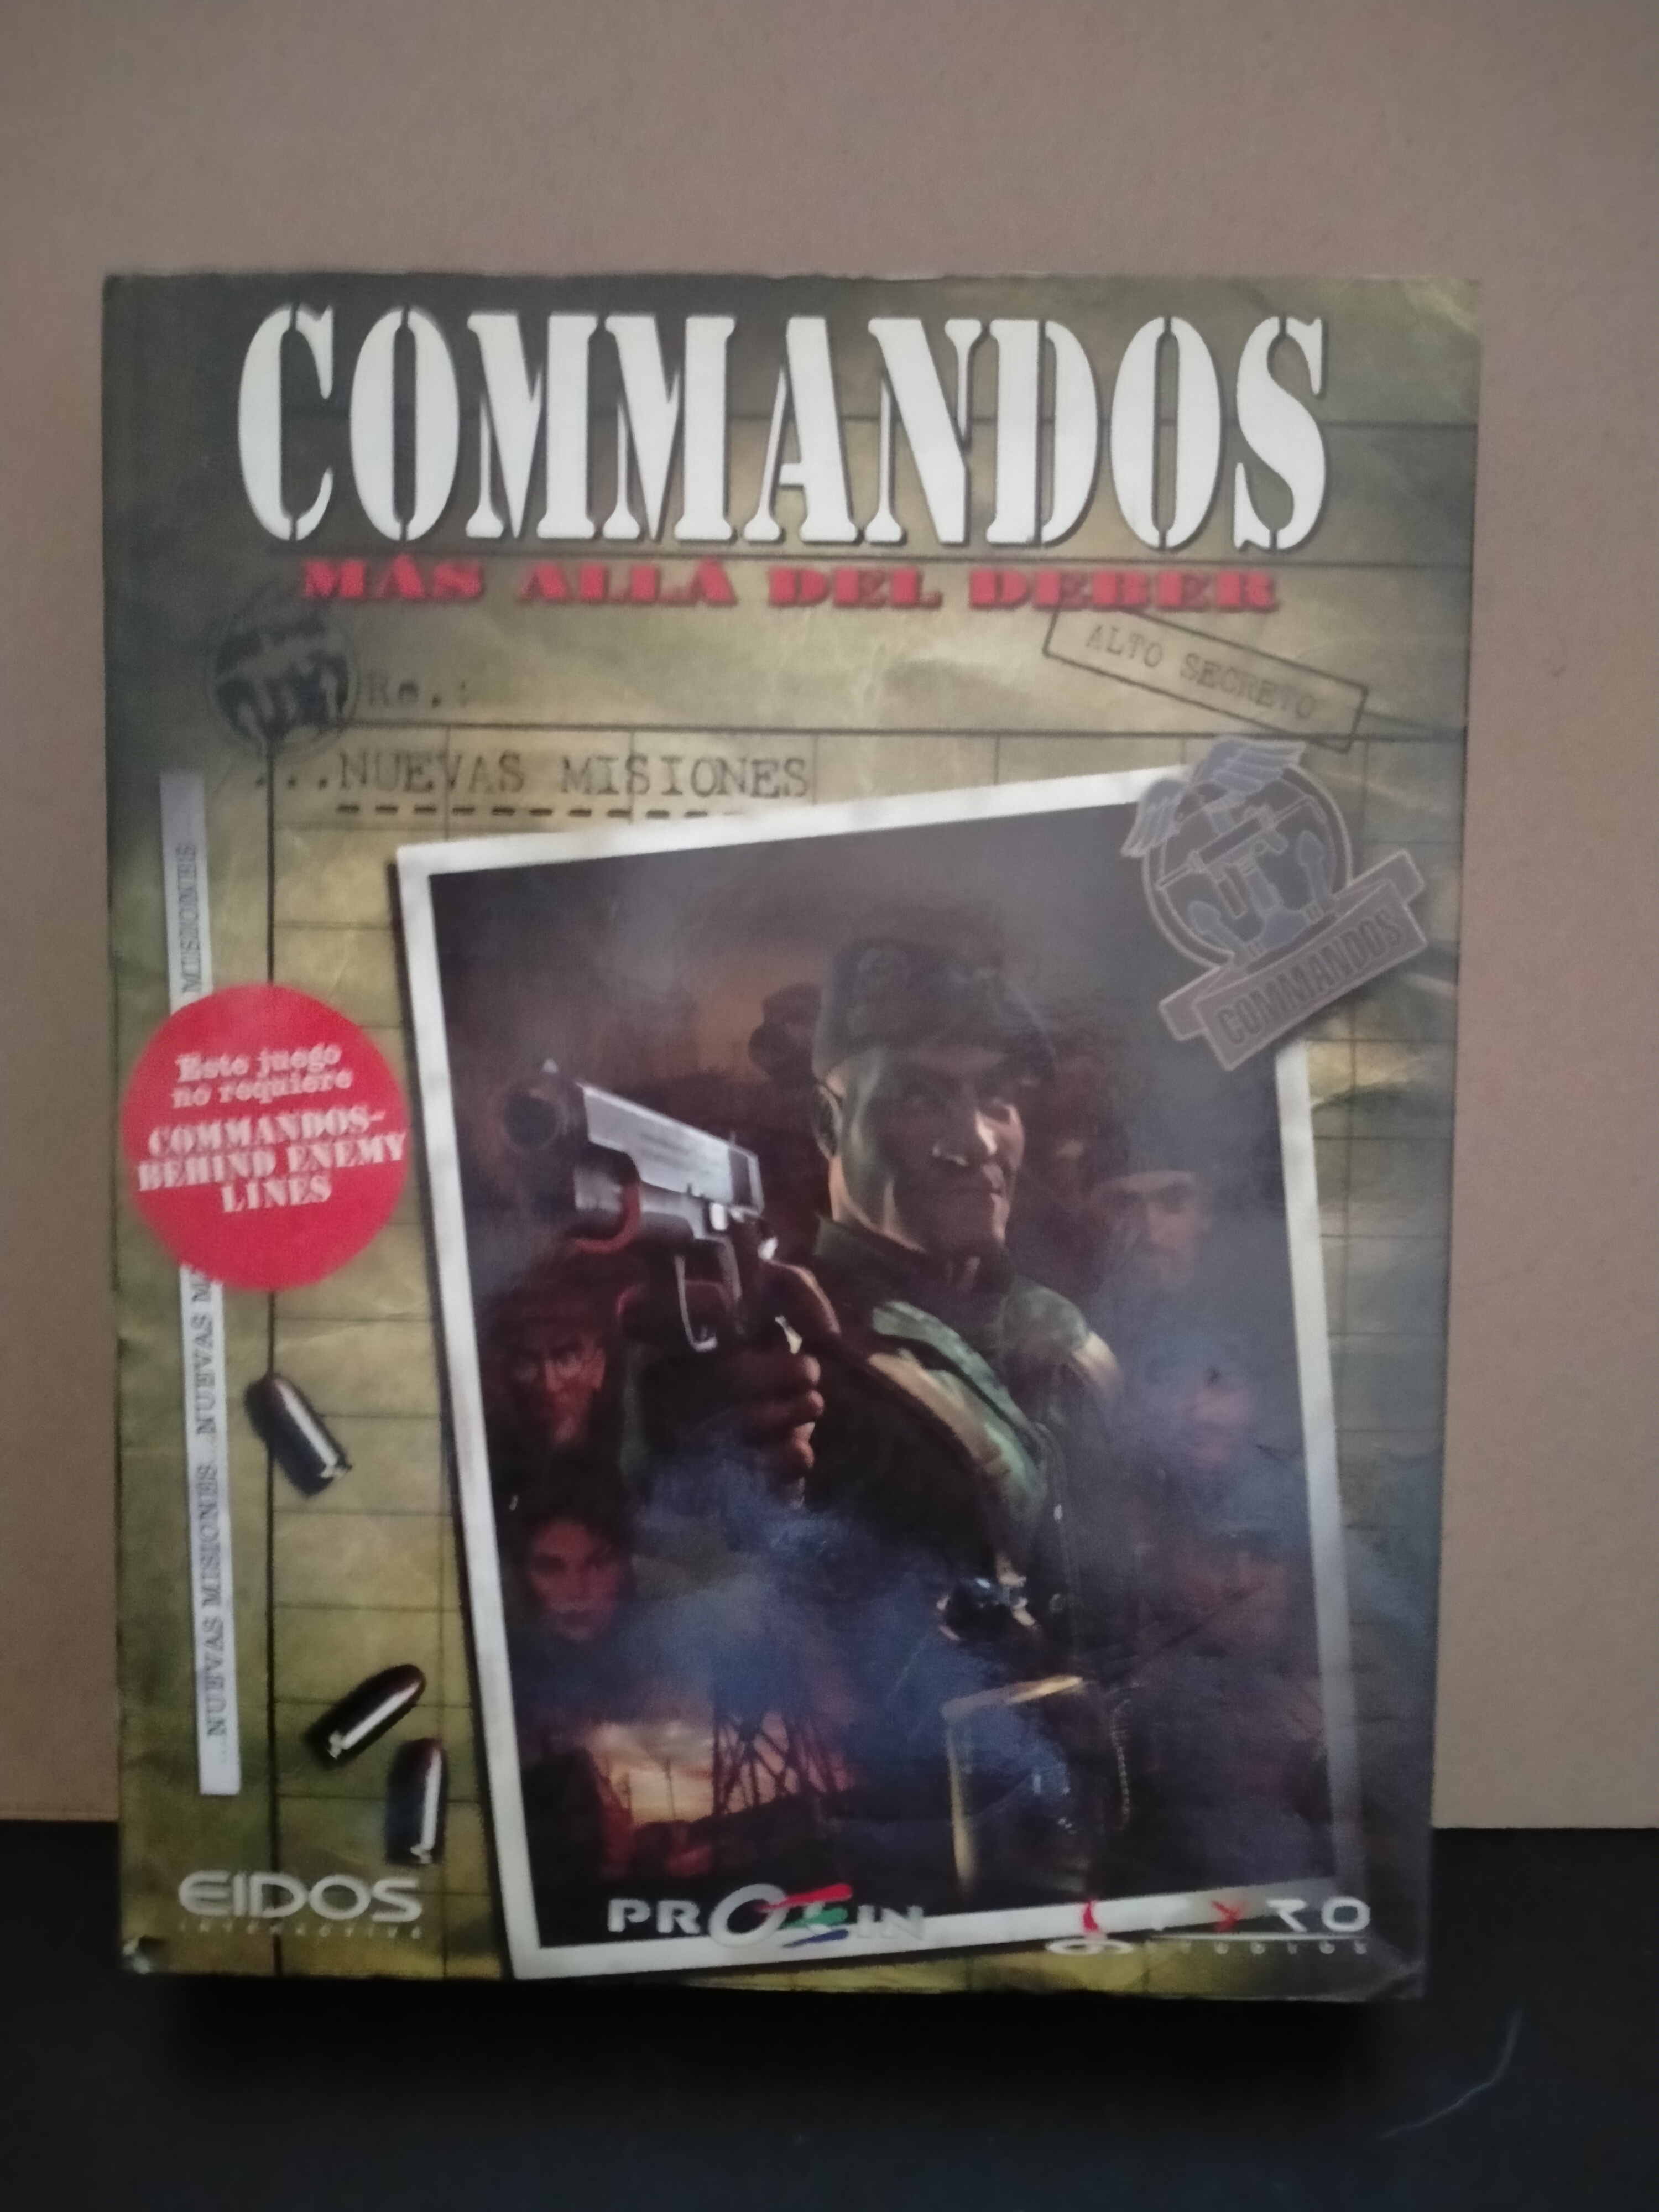 COMMANDOS
MÁS ALLÁ DEL DEBER
ALTO SECRETO
Re.:
...NUEVAS MISIONES
COMMANDOS
MISIONES
Este juego
no requiere
COMMANDOS-
BEHIND ENEMY
LINES
...NUEVAS MISIONES...NUEVAS MI
EIDOS
INTERACTIVE
PROEIN
PYRO
STUDIOS